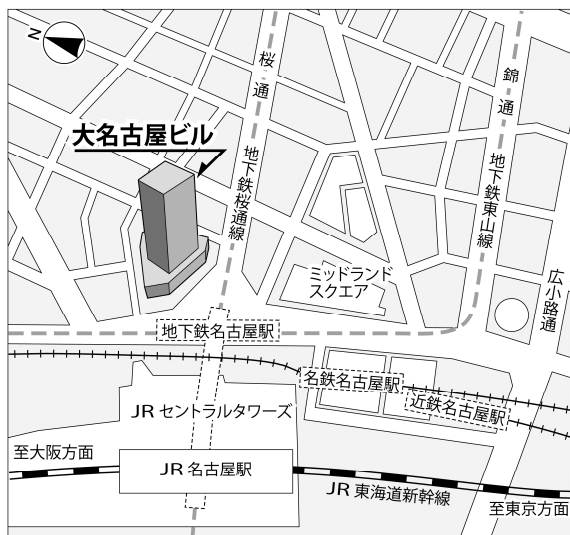 N
桜通
錦通
大名古屋ビル
地下鉄桜通線
地下鉄東山線
ミッドランド
スクエア
広小路通
地下鉄名古屋駅
名鉄名古屋駅
近鉄名古屋駅
JR セントラルタワーズ
至大阪方面
JR 名古屋駅
JR 東海道新幹線
至東京方面